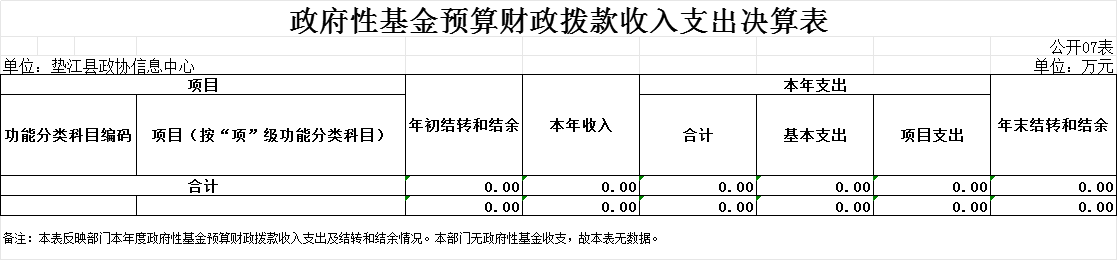 政府性基金预算财政拨款收入支出决算表
公开07表
单位：垫江县政协信息中心 单位：万元
项目 年初结转和结余 本年收入 本年支出 年末结转和结余
功能分类科目编码 项目（按“项”级功能分类科目） 合计 基本支出 项目支出
合计 0.00 0.00 0.00 0.00 0.00 0.00
0.00 0.00 0.00 0.00 0.00 0.00
备注：本表反映部门本年度政府性基金预算财政拨款收入支出及结转和结余情况。本部门无政府性基金收支，故本表无数据。